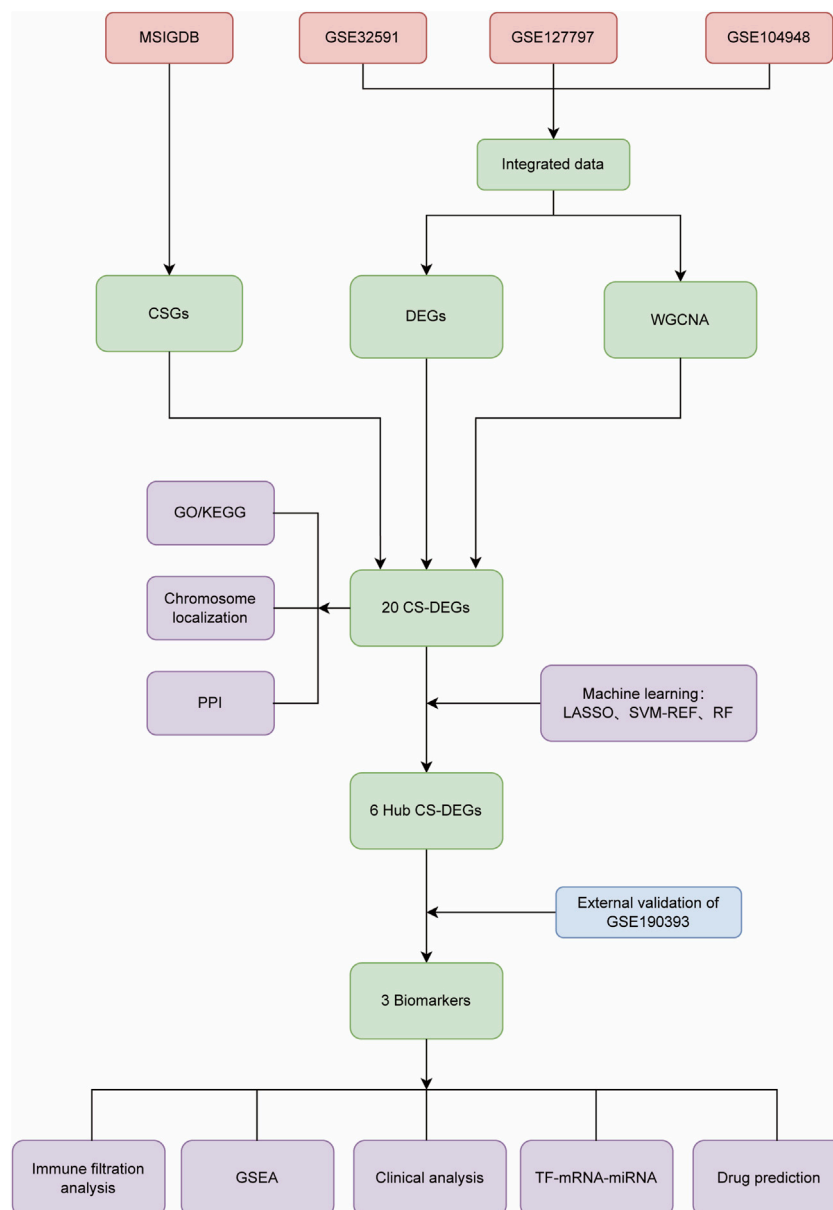 MSIGDB
GSE32591
GSE127797
GSE104948
Integrated data
CSGs
DEGs
WGCNA
GO/KEGG
Chromosome
localization
PPI
20 CS-DEGs
Machine learning：
LASSO、SVM-REF、RF
6 Hub CS-DEGs
External validation of
GSE190393
3 Biomarkers
Immune filtration
analysis
GSEA
Clinical analysis
TF-mRNA-miRNA
Drug prediction